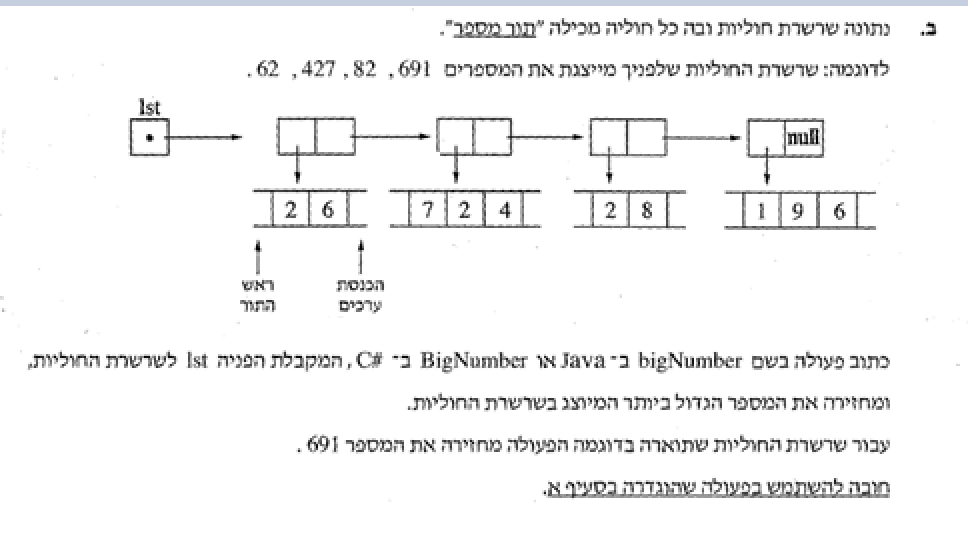 ב. נתונה שרשרת חוליות ובה כל חוליה מכילה "תור מספר".
לדוגמה: שרשרת החוליות שלפניך מייצגת את המספרים 691 , 82 , 427 , 62 .
lst
null
2 6 7 2 4 2 8 1 9 6
ראש הכנסת
התור ערכים
כתוב פעולה בשם bigNumber ב־ Java או BigNumber ב־ C# , המקבלת הפניה lst לשרשרת החוליות,
ומחזירה את המספר הגדול ביותר המיוצג בשרשרת החוליות.
עבור שרשרת החוליות שתוארה בדוגמה הפעולה מחזירה את המספר 691 .
חובה להשתמש בפעולה שהוגדרה בסעיף א.